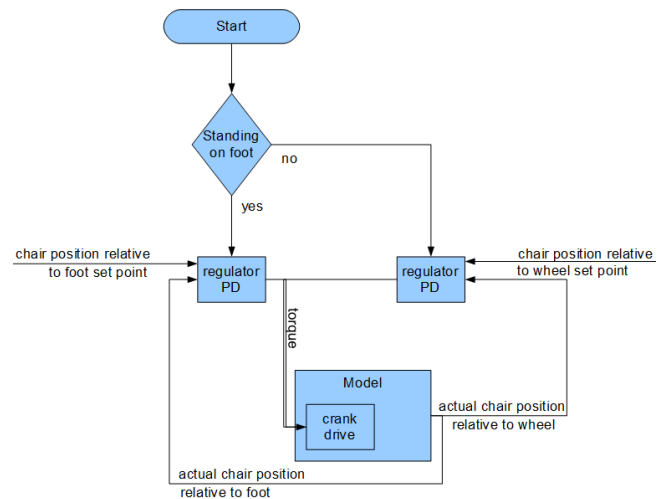 Start
Standing
on foot
no
yes
chair position relative
to foot set point
regulator
PD
regulator
PD
chair position relative
to wheel set point
torque
Model
crank
drive
actual chair position
relative to wheel
actual chair position
relative to foot